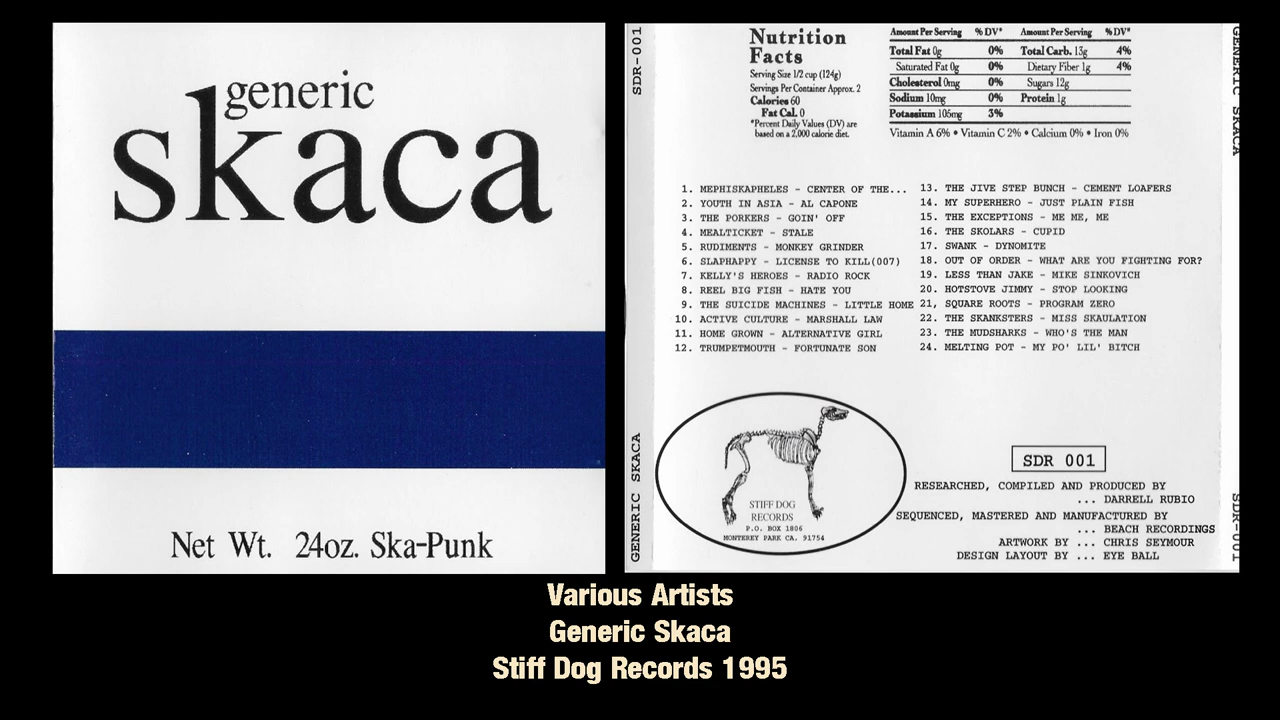 generic
skaca
Net Wt. 24oz. Ska-Punk
SDR-001
GENERIC SKACA
Nutrition
Facts
Serving Size 1/2 cup (124g)
Servings Per Container Approx. 2
Calories 60
Fat Cal. 0
*Percent Daily Values (DV) are
based on a 2,000 calorie diet.
Amount Per Serving % DV* Amount Per Serving % DV*
Total Fat 0g 0% Total Carb. 13g 4%
Saturated Fat 0g 0% Dietary Fiber 1g 4%
Cholesterol 0mg 0% Sugars 12g
Sodium 10mg 0% Protein 1g
Potassium 105mg 3%
Vitamin A 6% • Vitamin C 2% • Calcium 0% • Iron 0%
1. MEPHISKAPHELES - CENTER OF THE...
2. YOUTH IN ASIA - AL CAPONE
3. THE PORKERS - GOIN' OFF
4. MEALTICKET - STALE
5. RUDIMENTS - MONKEY GRINDER
6. SLAPHAPPY - LICENSE TO KILL(007)
7. KELLY'S HEROES - RADIO ROCK
8. REEL BIG FISH - HATE YOU
9. THE SUICIDE MACHINES - LITTLE HOME
10. ACTIVE CULTURE - MARSHALL LAW
11. HOME GROWN - ALTERNATIVE GIRL
12. TRUMPETMOUTH - FORTUNATE SON
13. THE JIVE STEP BUNCH - CEMENT LOAFERS
14. MY SUPERHERO - JUST PLAIN FISH
15. THE EXCEPTIONS - ME ME, ME
16. THE SKOLARS - CUPID
17. SWANK - DYNOMITE
18. OUT OF ORDER - WHAT ARE YOU FIGHTING FOR?
19. LESS THAN JAKE - MIKE SINKOVICH
20. HOTSTOVE JIMMY - STOP LOOKING
21, SQUARE ROOTS - PROGRAM ZERO
22. THE SKANKSTERS - MISS SKAULATION
23. THE MUDSHARKS - WHO'S THE MAN
24. MELTING POT - MY PO' LIL' BITCH
STIFF DOG
RECORDS
P.O. BOX 1806
MONTEREY PARK CA. 91754
SDR 001
RESEARCHED, COMPILED AND PRODUCED BY
... DARRELL RUBIO
SEQUENCED, MASTERED AND MANUFACTURED BY
... BEACH RECORDINGS
ARTWORK BY ... CHRIS SEYMOUR
DESIGN LAYOUT BY ... EYE BALL
GENERIC SKACA
SDR-001
Various Artists
Generic Skaca
Stiff Dog Records 1995